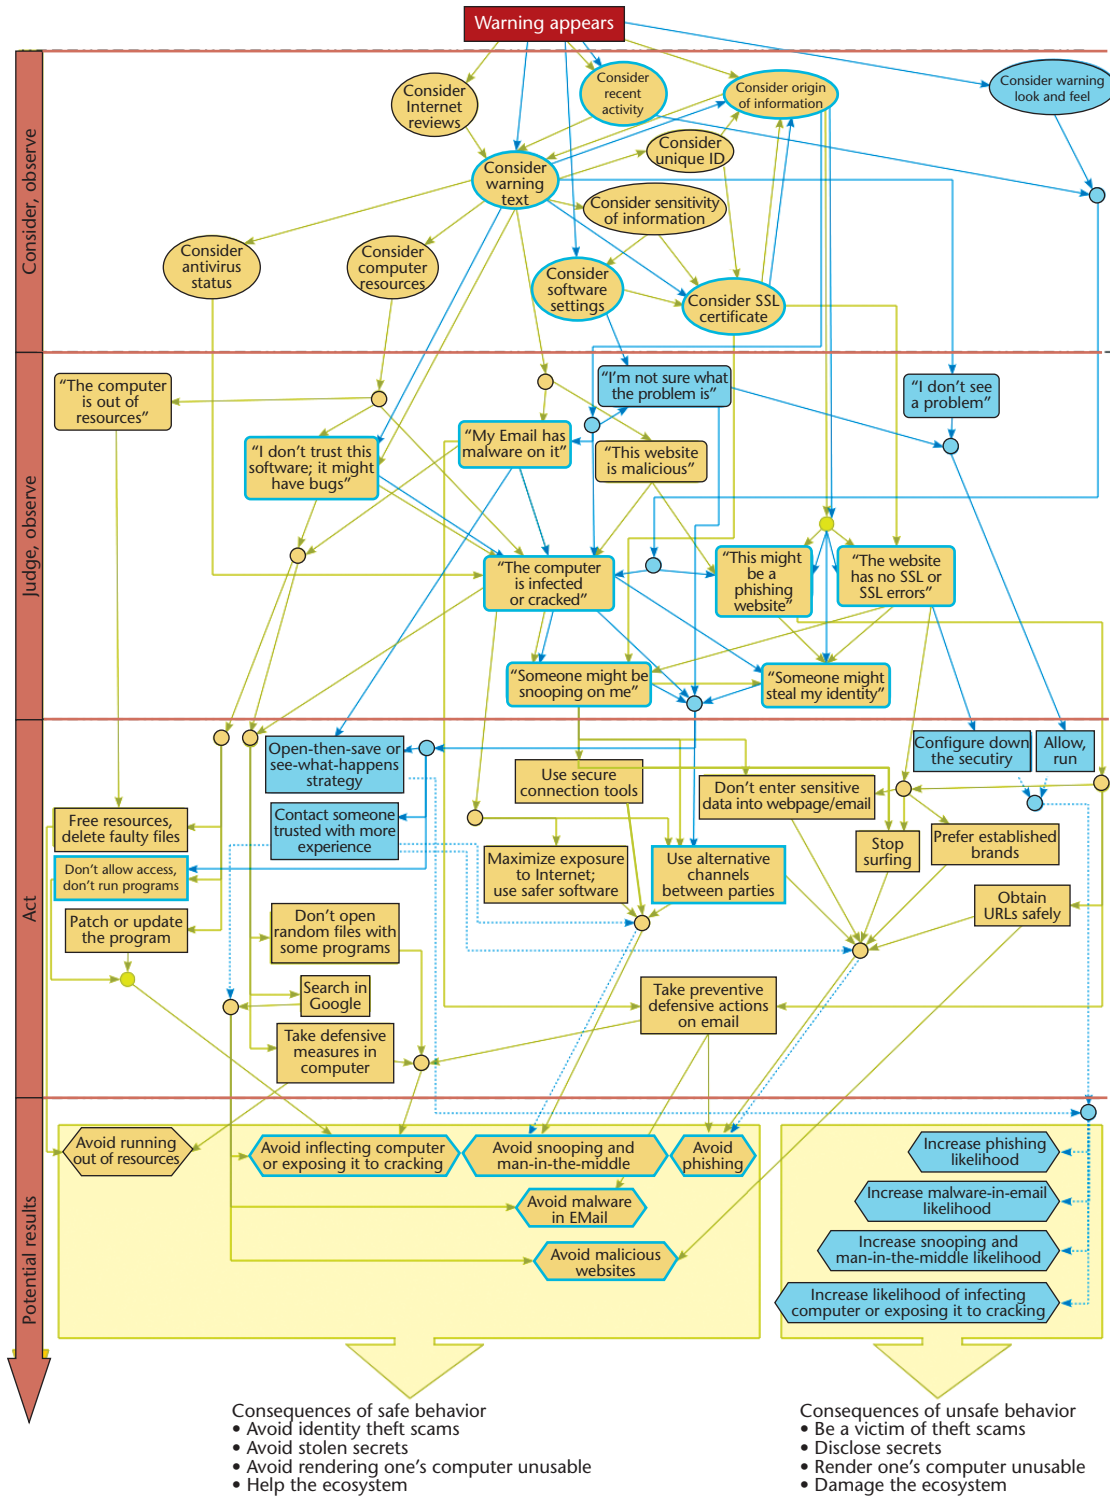 Warning appears
Consider, observe
Consider
Internet
reviews
Consider
recent
activity
Consider origin
of information
Consider warning
look and feel
Consider
unique ID
Consider
warning
text
Consider sensitivity
of information
Consider
antivirus
status
Consider
computer
resources
Consider
software
settings
Consider SSL
certificate
Judge, observe
“The computer
is out of
resources”
“I'm not sure what
the problem is”
“I don't see
a problem”
“I don't trust this
software; it might
have bugs”
“My Email has
malware on it”
“This website
is malicious”
“The computer
is infected
or cracked”
“This might
be a
phishing
website”
“The website
has no SSL or
SSL errors”
“Someone might be
snooping on me”
“Someone might
steal my identity”
Act
Open-then-save or
see-what-happens
strategy
Use secure
connection tools
Don't enter sensitive
data into webpage/email
Configure down
the secutiry
Allow,
run
Free resources,
delete faulty files
Contact someone
trusted with more
experience
Maximize exposure
to Internet;
use safer software
Use alternative
channels
between parties
Stop
surfing
Prefer established
brands
Don't allow access,
don't run programs
Patch or update
the program
Don't open
random files with
some programs
Obtain
URLs safely
Search in
Google
Take preventive
defensive actions
on email
Take defensive
measures in
computer
Potential results
Avoid running
out of resources
Avoid inflecting computer
or exposing it to cracking
Avoid snooping and
man-in-the-middle
Avoid
phishing
Avoid malware
in EMail
Avoid malicious
websites
Increase phishing
likelihood
Increase malware-in-email
likelihood
Increase snooping and
man-in-the-middle likelihood
Increase likelihood of infecting
computer or exposing it to cracking
Consequences of safe behavior
• Avoid identity theft scams
• Avoid stolen secrets
• Avoid rendering one's computer unusable
• Help the ecosystem
Consequences of unsafe behavior
• Be a victim of theft scams
• Disclose secrets
• Render one's computer unusable
• Damage the ecosystem